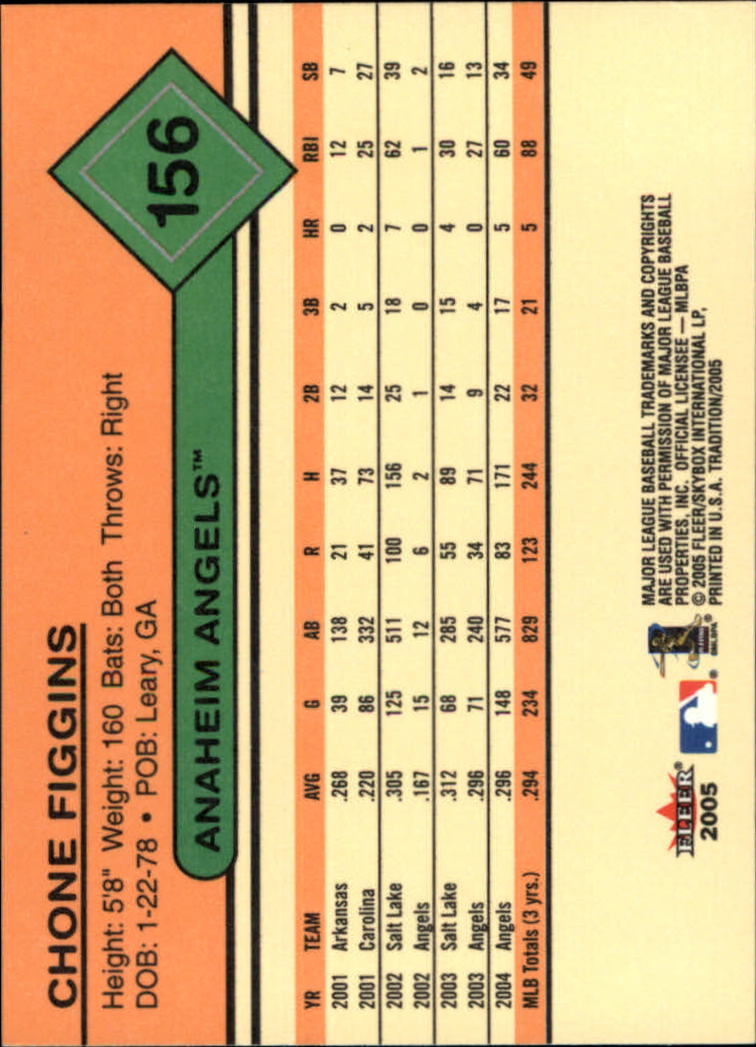 CHONE FIGGINS
Height: 5'8" Weight: 160 Bats: Both Throws: Right
DOB: 1-22-78 • POB: Leary, GA
156
ANAHEIM ANGELS™
YR TEAM AVG G AB R H 2B 3B HR RBI SB
2001 Arkansas .268 39 138 21 37 12 2 0 12 7
2001 Carolina .220 86 332 41 73 14 5 2 25 27
2002 Salt Lake .305 125 511 100 156 25 18 7 62 39
2002 Angels .167 15 12 6 2 1 0 0 1 2
2003 Salt Lake .312 68 285 55 89 14 15 4 30 16
2003 Angels .296 71 240 34 71 9 4 0 27 13
2004 Angels .296 148 577 83 171 22 17 5 60 34
MLB Totals (3 yrs.) .294 234 829 123 244 32 21 5 88 49
FLEER®
2005
®
®
©MLBPA
MAJOR LEAGUE BASEBALL TRADEMARKS AND COPYRIGHTS
ARE USED WITH PERMISSION OF MAJOR LEAGUE BASEBALL
PROPERTIES, INC. OFFICIAL LICENSEE — MLBPA
© 2005 FLEER/SKYBOX INTERNATIONAL LP,
PRINTED IN U.S.A. TRADITION/2005